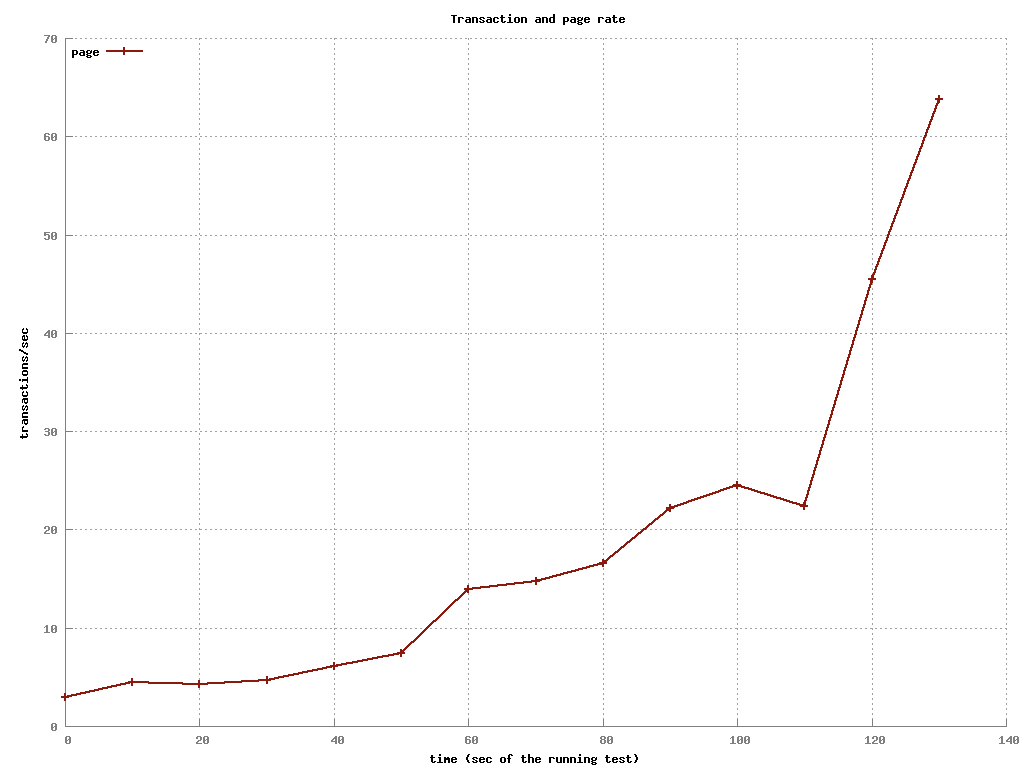 Transaction and page rate
70
page
60
50
40
30
20
10
0
transactions/sec
0 20 40 60 80 100 120 140
time (sec of the running test)